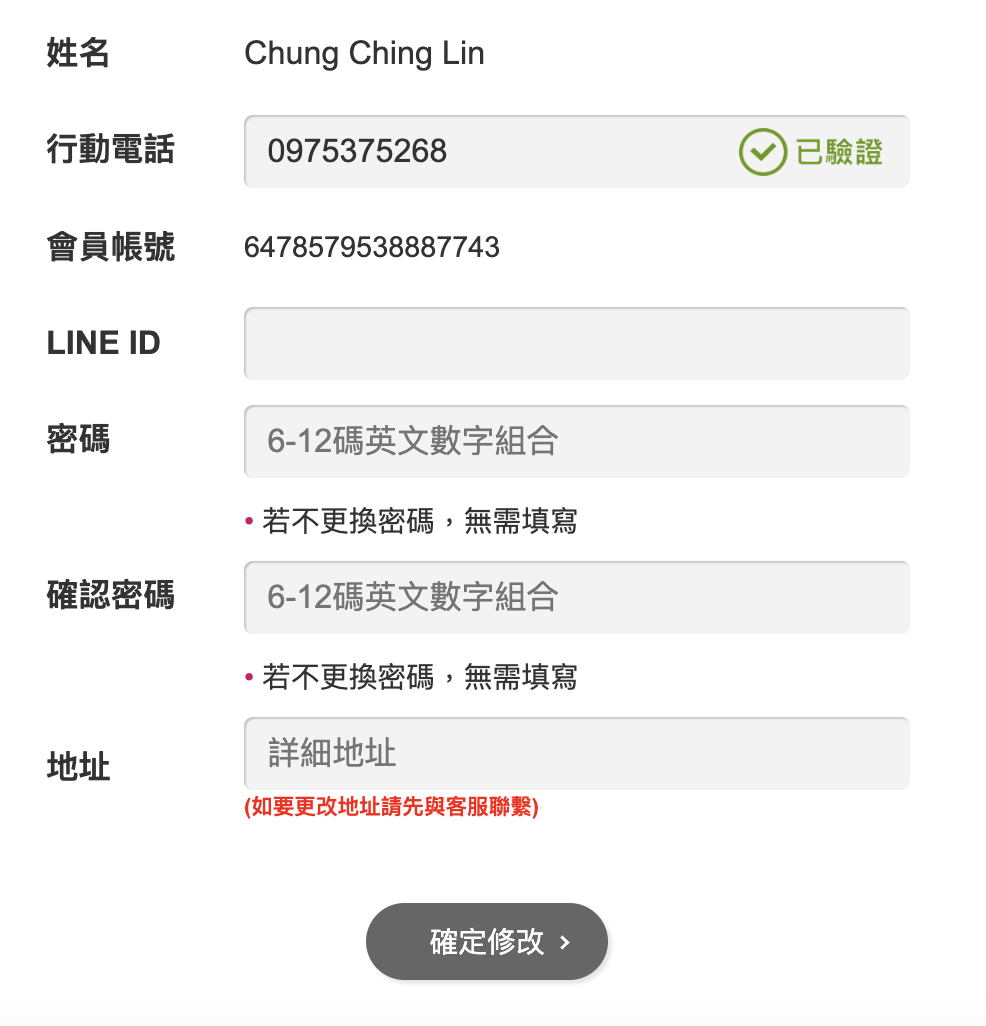 姓名 Chung Ching Lin
行動電話 0975375268 已驗證
會員帳號 6478579538887743
LINE ID
密碼 6-12碼英文數字組合
• 若不更換密碼，無需填寫
確認密碼 6-12碼英文數字組合
• 若不更換密碼，無需填寫
地址 詳細地址
(如要更改地址請先與客服聯繫)
確定修改 ›